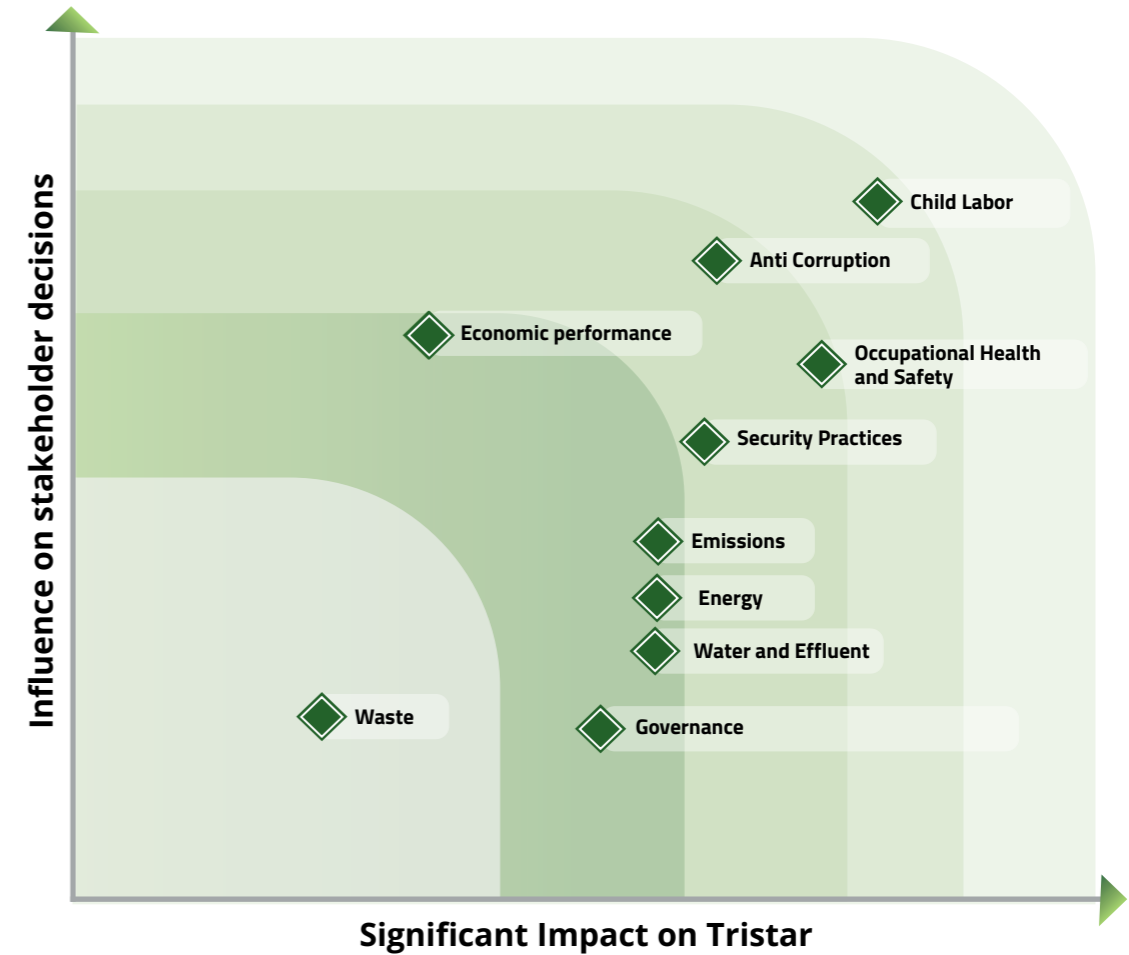 Influence on stakeholder decisions
Child Labor
Anti Corruption
Economic performance
Occupational Health
and Safety
Security Practices
Emissions
Energy
Water and Effluent
Waste
Governance
Significant Impact on Tristar